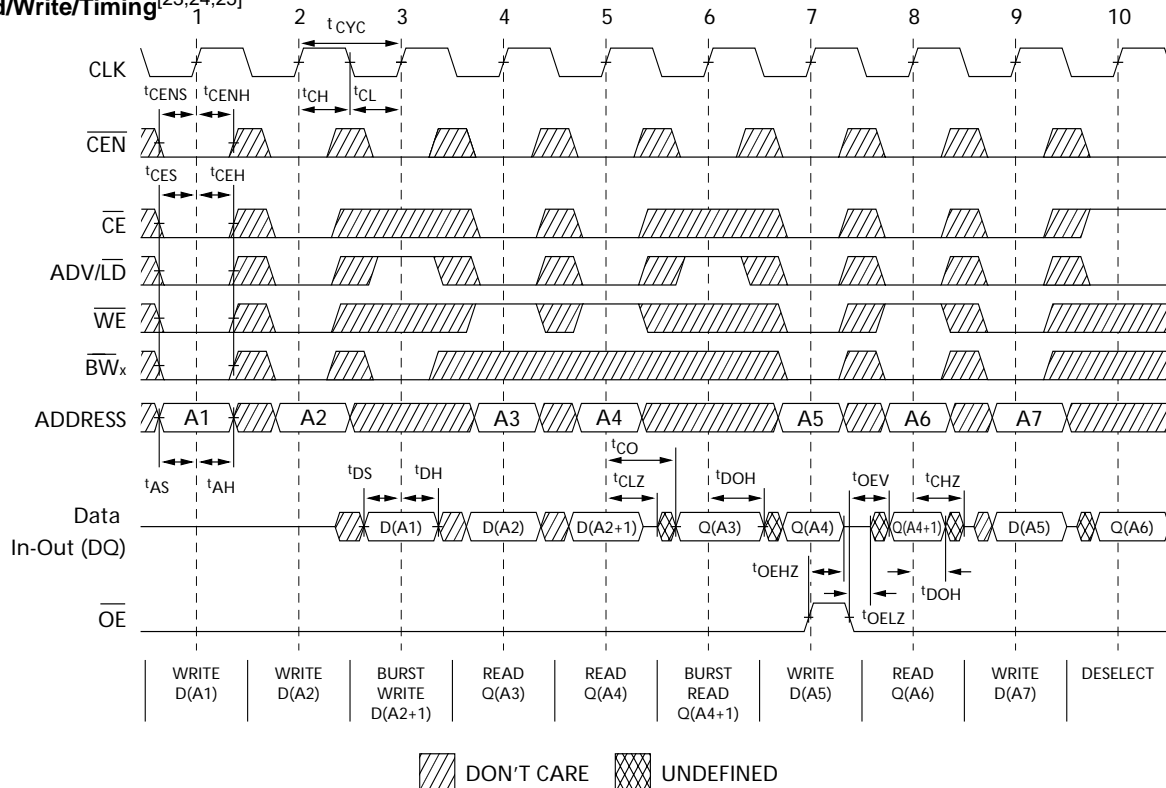 d/Write/Timing[23,24,25]
1 2 3 4 5 6 7 8 9 10
tCYC
CLK
tCENS tCENH tCH tCL
CEN
tCES tCEH
CE
ADV/LD
WE
BWx
ADDRESS A1 A2 A3 A4 A5 A6 A7
tCO
tAS tAH tDS tDH tCLZ tDOH tOEV tCHZ
Data
In-Out (DQ) D(A1) D(A2) D(A2+1) Q(A3) Q(A4) Q(A4+1) D(A5) Q(A6)
tOEHZ tDOH
tOELZ
OE
WRITE WRITE BURST READ READ BURST WRITE READ WRITE DESELECT
D(A1) D(A2) WRITE Q(A3) Q(A4) READ D(A5) Q(A6) D(A7)
D(A2+1) Q(A4+1)
DON'T CARE UNDEFINED